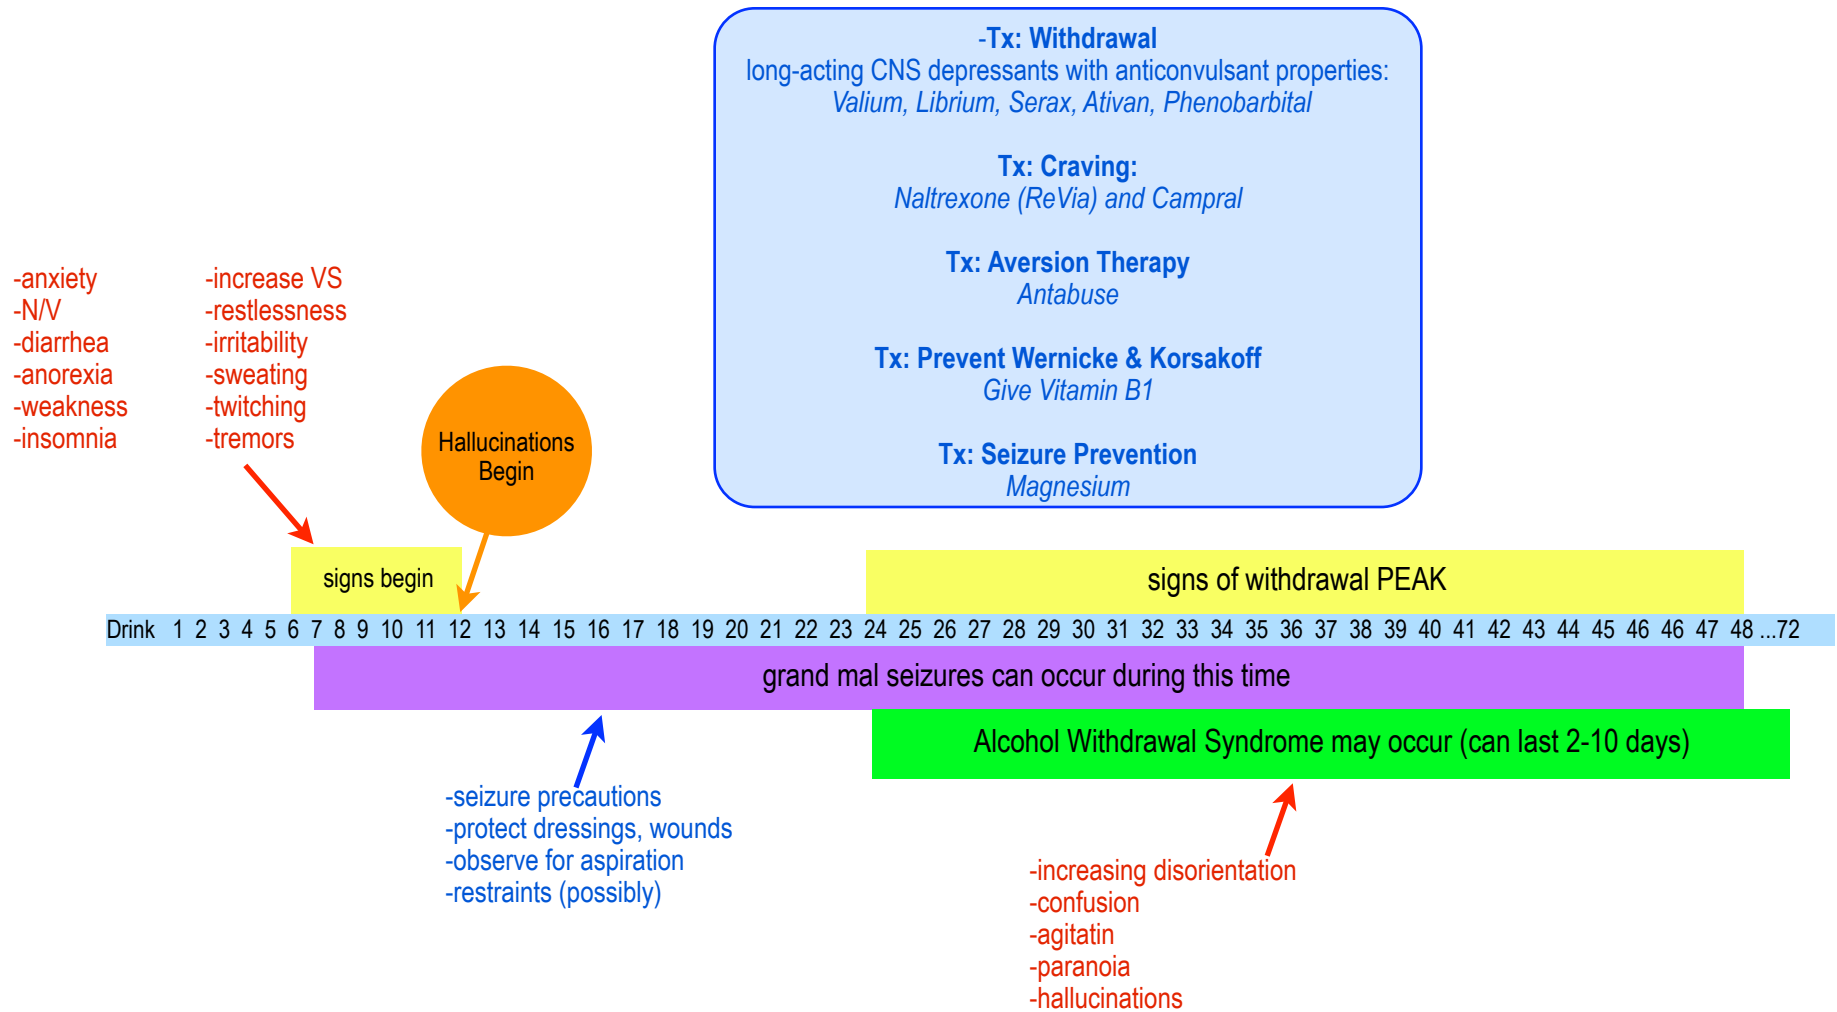 -Tx: Withdrawal
long-acting CNS depressants with anticonvulsant properties:
Valium, Librium, Serax, Ativan, Phenobarbital
Tx: Craving:
Naltrexone (ReVia) and Campral
Tx: Aversion Therapy
Antabuse
Tx: Prevent Wernicke & Korsakoff
Give Vitamin B1
Tx: Seizure Prevention
Magnesium
-anxiety
-N/V
-diarrhea
-anorexia
-weakness
-insomnia
-increase VS
-restlessness
-irritability
-sweating
-twitching
-tremors
Hallucinations
Begin
signs begin
signs of withdrawal PEAK
Drink 1 2 3 4 5 6 7 8 9 10 11 12 13 14 15 16 17 18 19 20 21 22 23 24 25 26 27 28 29 30 31 32 33 34 35 36 37 38 39 40 41 42 43 44 45 46 46 47 48 ...72
grand mal seizures can occur during this time
Alcohol Withdrawal Syndrome may occur (can last 2-10 days)
-seizure precautions
-protect dressings, wounds
-observe for aspiration
-restraints (possibly)
-increasing disorientation
-confusion
-agitatin
-paranoia
-hallucinations